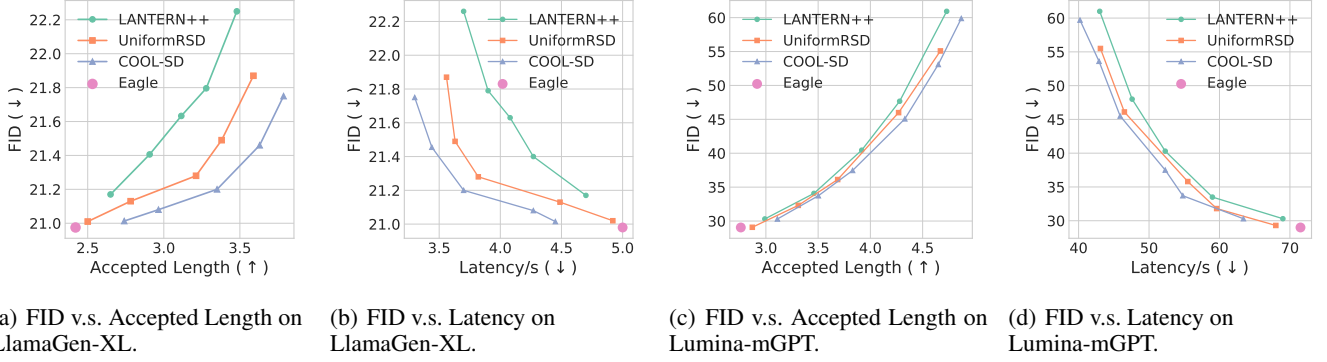 22.2
22.0
21.8
21.6
21.4
21.2
21.0
FID (↓)
LANTERN++
UniformRSD
COOL-SD
Eagle
2.5 3.0 3.5
Accepted Length (↑)
22.2
22.0
21.8
21.6
21.4
21.2
21.0
FID (↓)
LANTERN++
UniformRSD
COOL-SD
Eagle
3.5 4.0 4.5 5.0
Latency/s (↓)
60
55
50
45
40
35
30
FID (↓)
LANTERN++
UniformRSD
COOL-SD
Eagle
3.0 3.5 4.0 4.5
Accepted Length (↑)
60
55
50
45
40
35
30
FID (↓)
LANTERN++
UniformRSD
COOL-SD
Eagle
40 50 60 70
Latency/s (↓)
a) FID v.s. Accepted Length on
LlamaGen-XL.
(b) FID v.s. Latency on
LlamaGen-XL.
(c) FID v.s. Accepted Length on
Lumina-mGPT.
(d) FID v.s. Latency on
Lumina-mGPT.